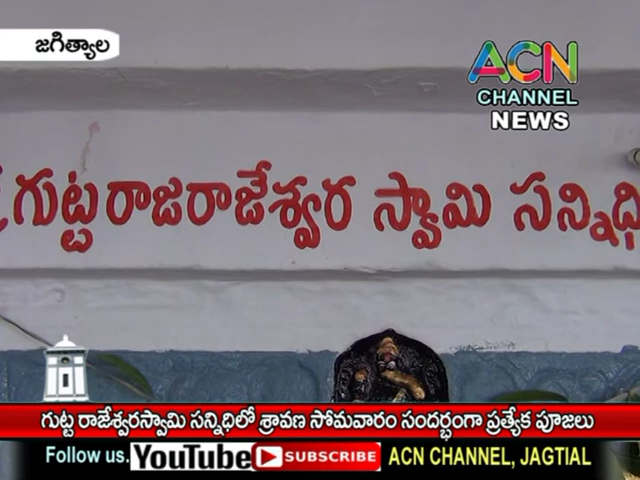 జగిత్యాల
ACN
CHANNEL
NEWS
గుట్ట రాజరాజేశ్వర స్వామి సన్నిధి
గుట్ట రాజేశ్వరస్వామి సన్నిధిలో శ్రావణ సోమవారం సందర్భంగా ప్రత్యేక పూజలు
Follow us. YouTube SUBSCRIBE ACN CHANNEL, JAGTIAL